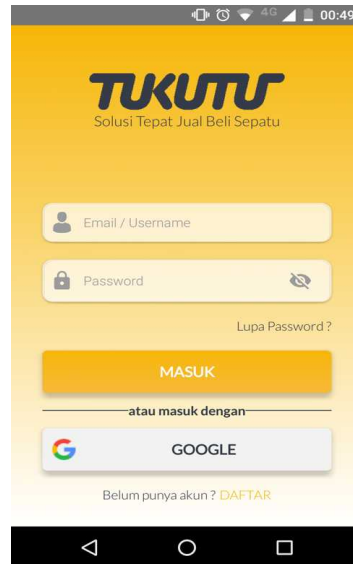 4G 00:49
TUKUTU
Solusi Tepat Jual Beli Sepatu
Email / Username
Password
Lupa Password ?
MASUK
atau masuk dengan
G GOOGLE
Belum punya akun ? DAFTAR